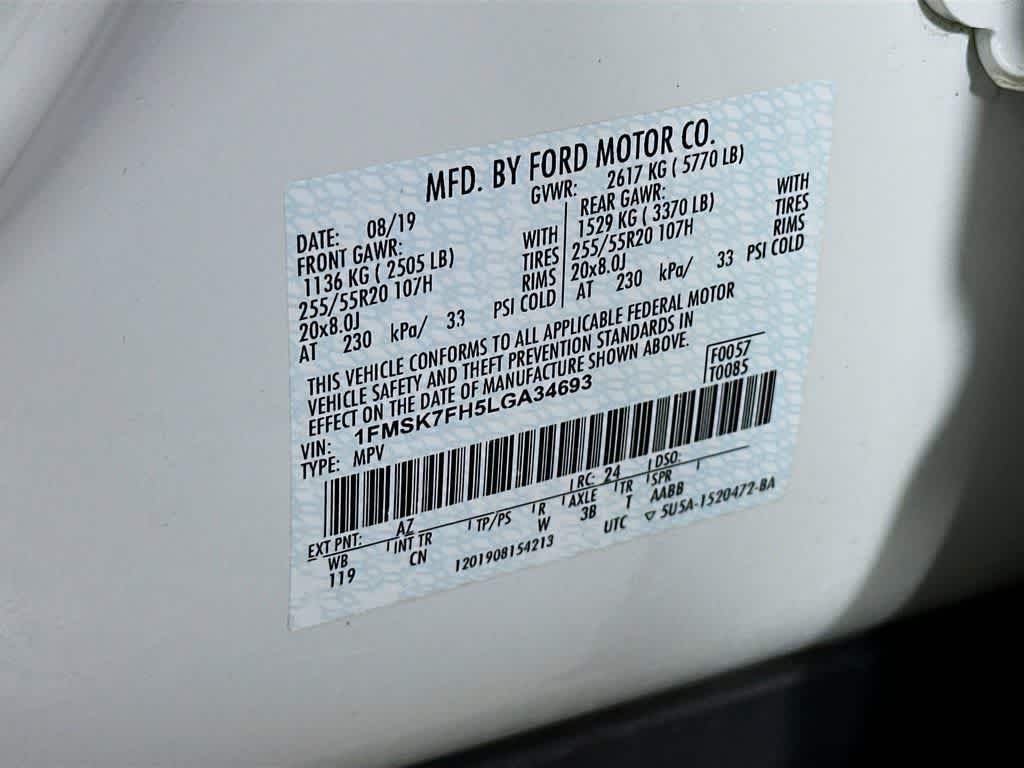 MFD. BY FORD MOTOR CO.
DATE: 08/19 GVWR: 2617 KG ( 5770 LB)
FRONT GAWR: REAR GAWR:
1136 KG ( 2505 LB) WITH 1529 KG ( 3370 LB) WITH
255/55R20 107H TIRES 255/55R20 107H TIRES
20x8.0J RIMS 20x8.0J RIMS
AT 230 kPa/ 33 PSI COLD AT 230 kPa/ 33 PSI COLD
THIS VEHICLE CONFORMS TO ALL APPLICABLE FEDERAL MOTOR
VEHICLE SAFETY AND THEFT PREVENTION STANDARDS IN
EFFECT ON THE DATE OF MANUFACTURE SHOWN ABOVE.
F0057
VIN: 1FMSK7FH5LGA34693 T0085
TYPE: MPV
EXT PNT: AZ RC: 24 DSO:
WB INT TR TP/PS R AXLE TR SPR
119 CN W 3B T AABB
1201908154213 UTC ▽ 5U5A-1520472-BA